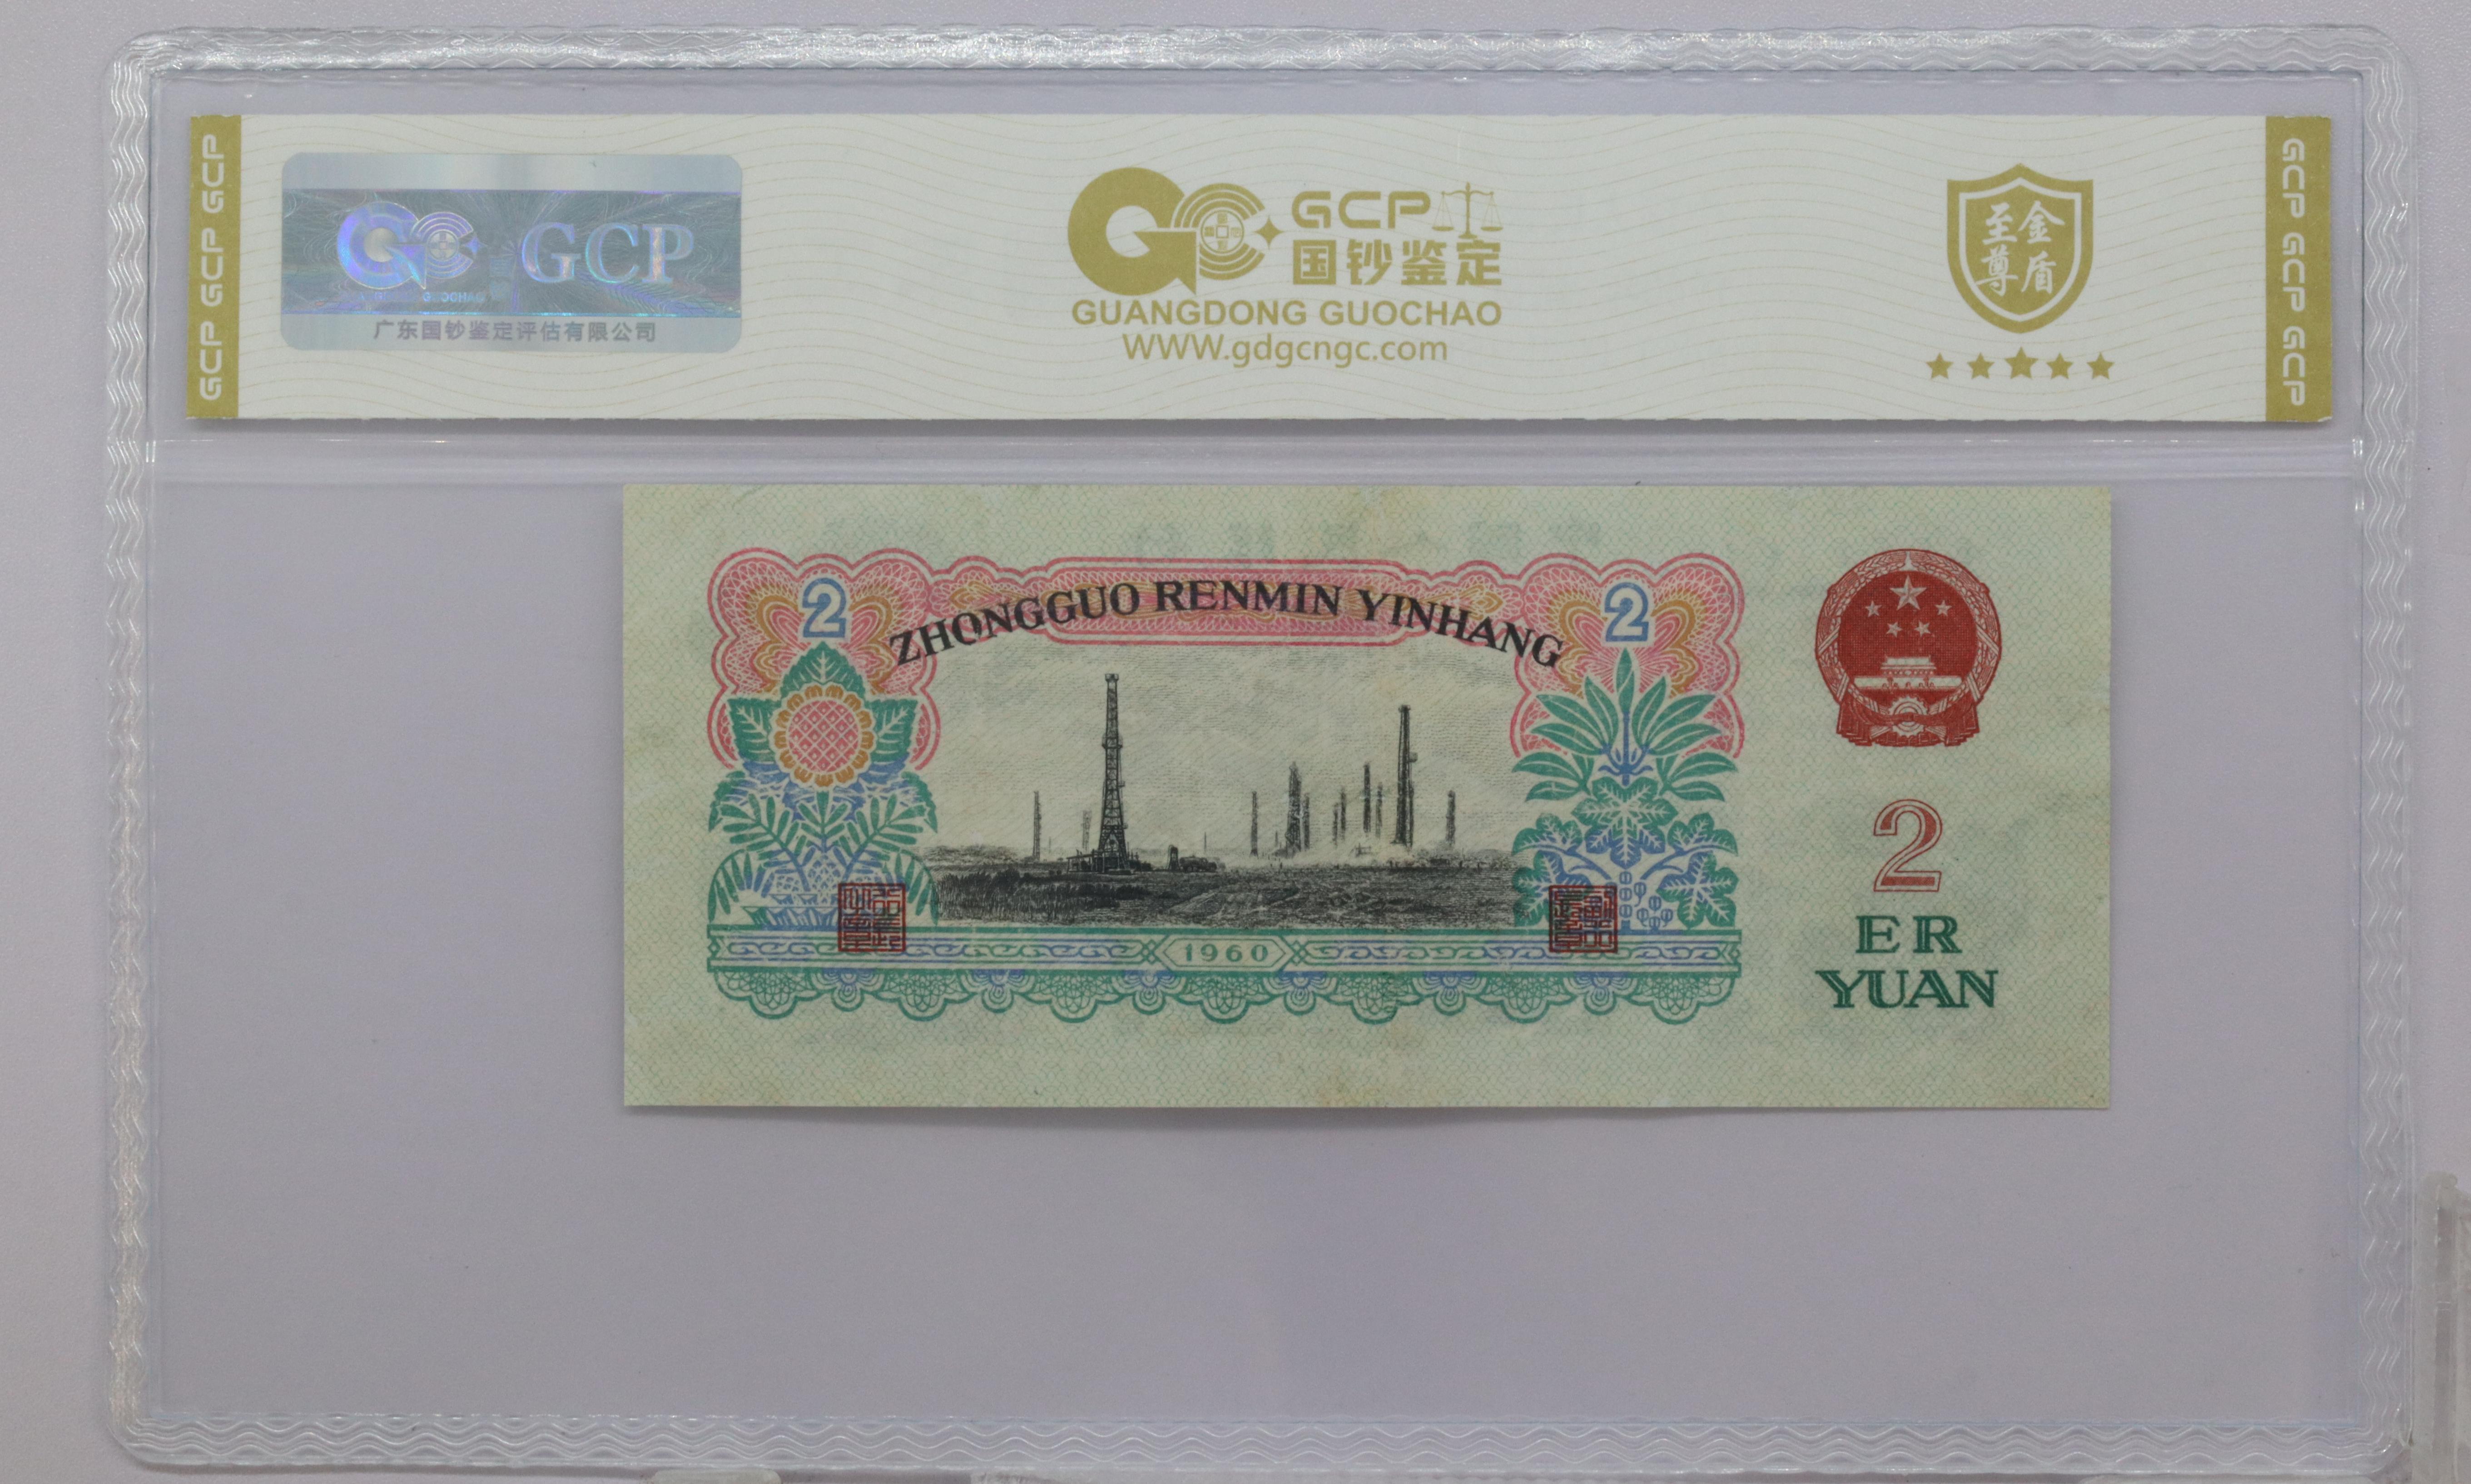 GCP GCP GCP
GCP
GUOCHAO
广东国钞鉴定评估有限公司
GCP
国钞鉴定
GUANGDONG GUOCHAO
WWW.gdgcngc.com
至尊金盾
GCP GCP GCP
2
ZHONGGUO RENMIN YINHANG
2
1960
2
ER
YUAN